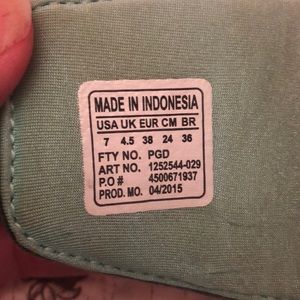 MADE IN INDONESIA
USA UK EUR CM BR
7 4.5 38 24 36
FTY NO. PGD
ART NO. 1252544-029
P.O # 4500671937
PROD. MO. 04/2015